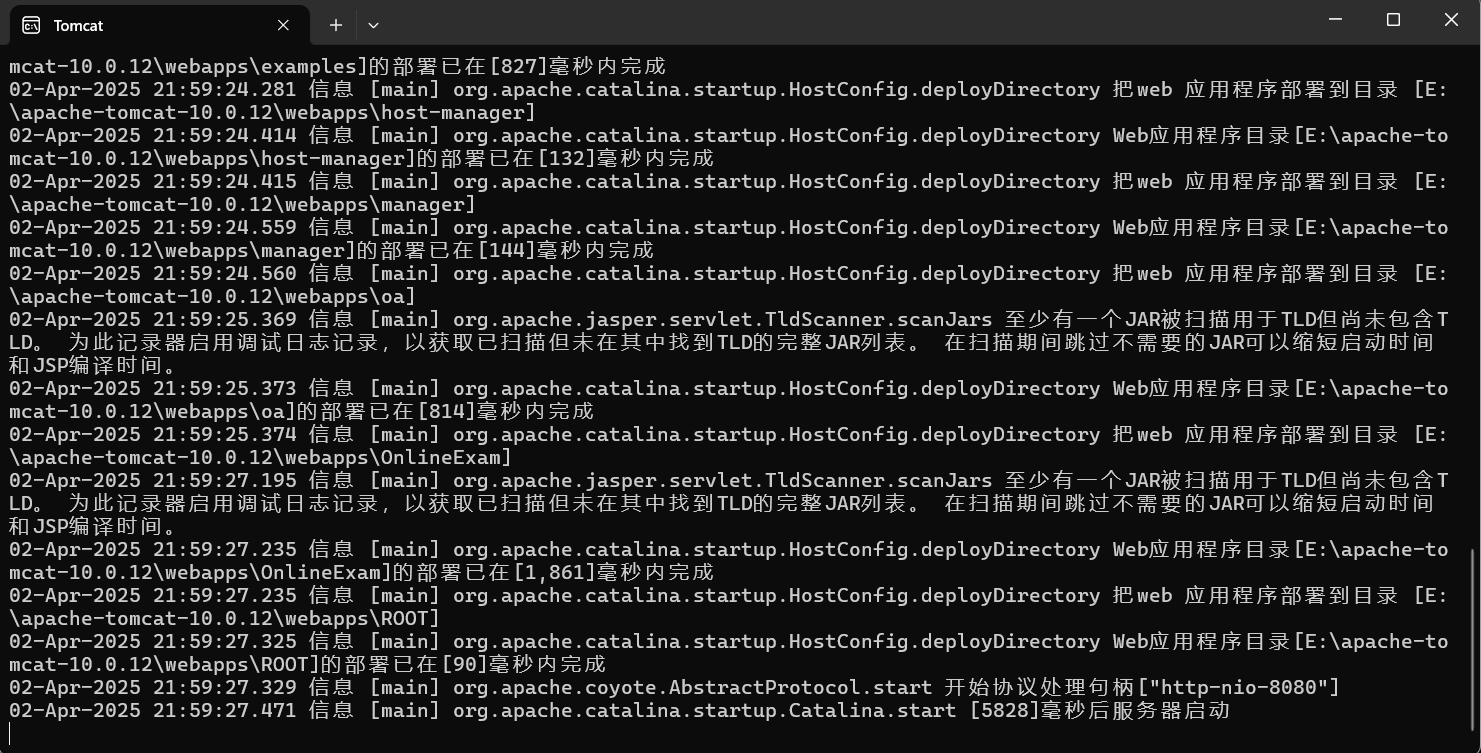 Tomcat
mcat-10.0.12\webapps\examples]的部署已在[827]毫秒内完成
02-Apr-2025 21:59:24.281 信息 [main] org.apache.catalina.startup.HostConfig.deployDirectory 把web 应用程序部署到目录 [E:
\apache-tomcat-10.0.12\webapps\host-manager]
02-Apr-2025 21:59:24.414 信息 [main] org.apache.catalina.startup.HostConfig.deployDirectory Web应用程序目录[E:\apache-to
mcat-10.0.12\webapps\host-manager]的部署已在[132]毫秒内完成
02-Apr-2025 21:59:24.415 信息 [main] org.apache.catalina.startup.HostConfig.deployDirectory 把web 应用程序部署到目录 [E:
\apache-tomcat-10.0.12\webapps\manager]
02-Apr-2025 21:59:24.559 信息 [main] org.apache.catalina.startup.HostConfig.deployDirectory Web应用程序目录[E:\apache-to
mcat-10.0.12\webapps\manager]的部署已在[144]毫秒内完成
02-Apr-2025 21:59:24.560 信息 [main] org.apache.catalina.startup.HostConfig.deployDirectory 把web 应用程序部署到目录 [E:
\apache-tomcat-10.0.12\webapps\oa]
02-Apr-2025 21:59:25.369 信息 [main] org.apache.jasper.servlet.TldScanner.scanJars 至少有一个JAR被扫描用于TLD但尚未包含T
LD。 为此记录器启用调试日志记录，以获取已扫描但未在其中找到TLD的完整JAR列表。 在扫描期间跳过不需要的JAR可以缩短启动时间
和JSP编译时间。
02-Apr-2025 21:59:25.373 信息 [main] org.apache.catalina.startup.HostConfig.deployDirectory Web应用程序目录[E:\apache-to
mcat-10.0.12\webapps\oa]的部署已在[814]毫秒内完成
02-Apr-2025 21:59:25.374 信息 [main] org.apache.catalina.startup.HostConfig.deployDirectory 把web 应用程序部署到目录 [E:
\apache-tomcat-10.0.12\webapps\OnlineExam]
02-Apr-2025 21:59:27.195 信息 [main] org.apache.jasper.servlet.TldScanner.scanJars 至少有一个JAR被扫描用于TLD但尚未包含T
LD。 为此记录器启用调试日志记录，以获取已扫描但未在其中找到TLD的完整JAR列表。 在扫描期间跳过不需要的JAR可以缩短启动时间
和JSP编译时间。
02-Apr-2025 21:59:27.235 信息 [main] org.apache.catalina.startup.HostConfig.deployDirectory Web应用程序目录[E:\apache-to
mcat-10.0.12\webapps\OnlineExam]的部署已在[1,861]毫秒内完成
02-Apr-2025 21:59:27.235 信息 [main] org.apache.catalina.startup.HostConfig.deployDirectory 把web 应用程序部署到目录 [E:
\apache-tomcat-10.0.12\webapps\ROOT]
02-Apr-2025 21:59:27.325 信息 [main] org.apache.catalina.startup.HostConfig.deployDirectory Web应用程序目录[E:\apache-to
mcat-10.0.12\webapps\ROOT]的部署已在[90]毫秒内完成
02-Apr-2025 21:59:27.329 信息 [main] org.apache.coyote.AbstractProtocol.start 开始协议处理句柄["http-nio-8080"]
02-Apr-2025 21:59:27.471 信息 [main] org.apache.catalina.startup.Catalina.start [5828]毫秒后服务器启动